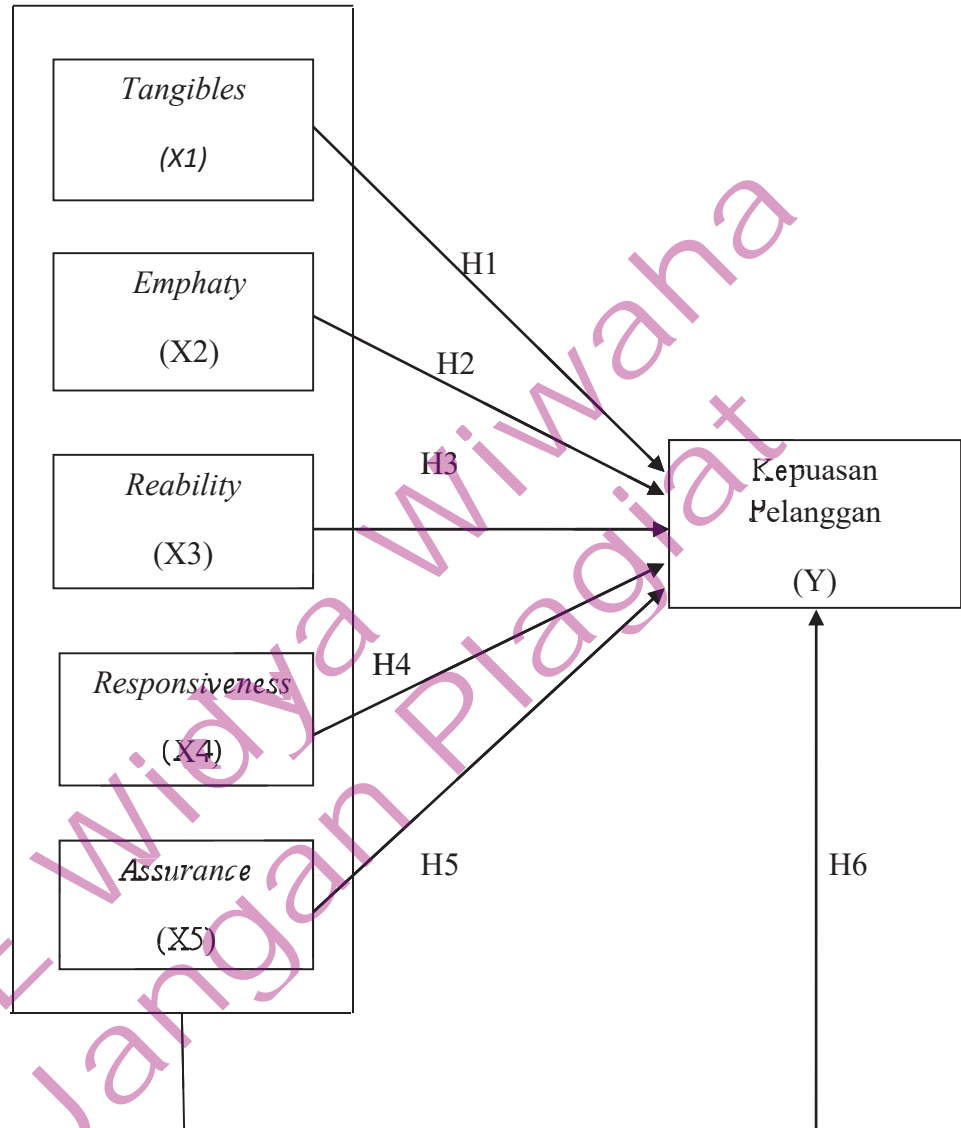 Tangibles
(X1)
H1
Emphaty
(X2)
H2
Reability
(X3)
H3
Kepuasan
Pelanggan
(Y)
Responsiveness
(X4)
H4
Assurance
(X5)
H5
H6
Widya Wiwaha
Jangan Plagiat